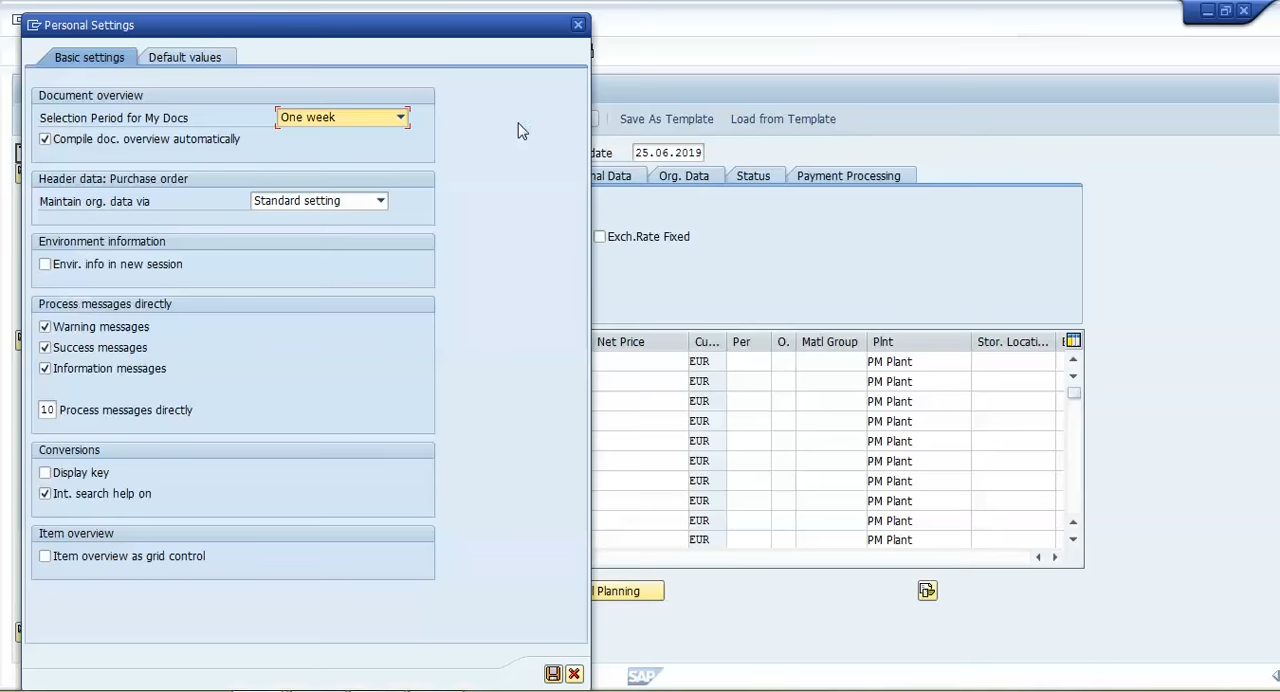 Personal Settings
Basic settings
Default values
Document overview
Selection Period for My Docs
One week
Compile doc. overview automatically
Header data: Purchase order
Maintain org. data via
Standard setting
Environment information
Envir. info in new session
Process messages directly
Warning messages
Success messages
Information messages
10 Process messages directly
Conversions
Display key
Int. search help on
Item overview
Item overview as grid control
Save As Template
Load from Template
date 25.06.2019
nal Data
Org. Data
Status
Payment Processing
Exch.Rate Fixed
Net Price Cu... Per O. Matl Group Plnt Stor. Locati...
EUR PM Plant
EUR PM Plant
EUR PM Plant
EUR PM Plant
EUR PM Plant
EUR PM Plant
EUR PM Plant
EUR PM Plant
EUR PM Plant
EUR PM Plant
l Planning
SAP